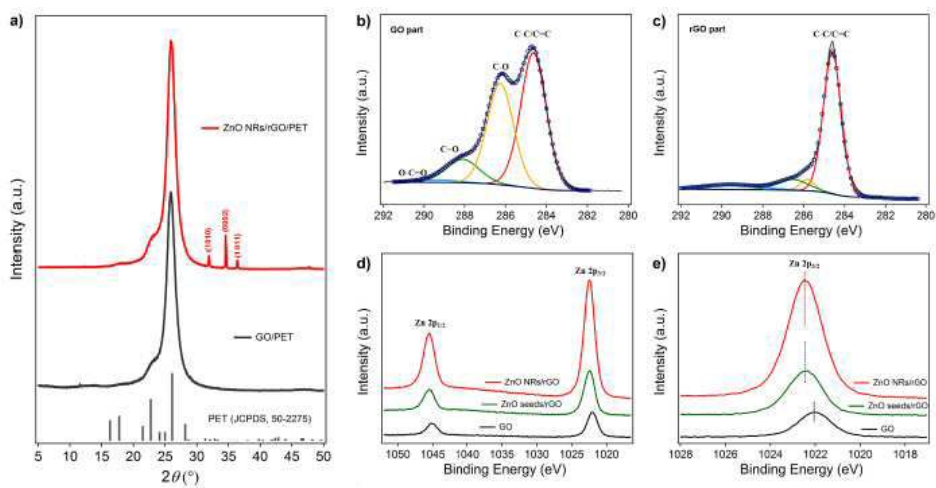 a)
Intensity (a.u.)
ZnO NRs/rGO/PET
(1010)
(0002)
(1011)
GO/PET
PET (JCPDS, 50-2275)
5 10 15 20 25 30 35 40 45 50
2θ(°)
b)
GO part
C-C/C=C
C-O
C=O
O-C=O
Intensity (a.u.)
292 290 288 286 284 282 280
Binding Energy (eV)
c)
rGO part
C-C/C=C
Intensity (a.u.)
292 290 288 286 284 282 280
Binding Energy (eV)
d)
Zn 2p3/2
Zn 2p1/2
Intensity (a.u.)
ZnO NRs/rGO
ZnO seeds/rGO
GO
1050 1045 1040 1035 1030 1025 1020
Binding Energy (eV)
e)
Zn 2p3/2
Intensity (a.u.)
ZnO NRs/rGO
ZnO seeds/rGO
GO
1028 1026 1024 1022 1020 1018
Binding Energy (eV)